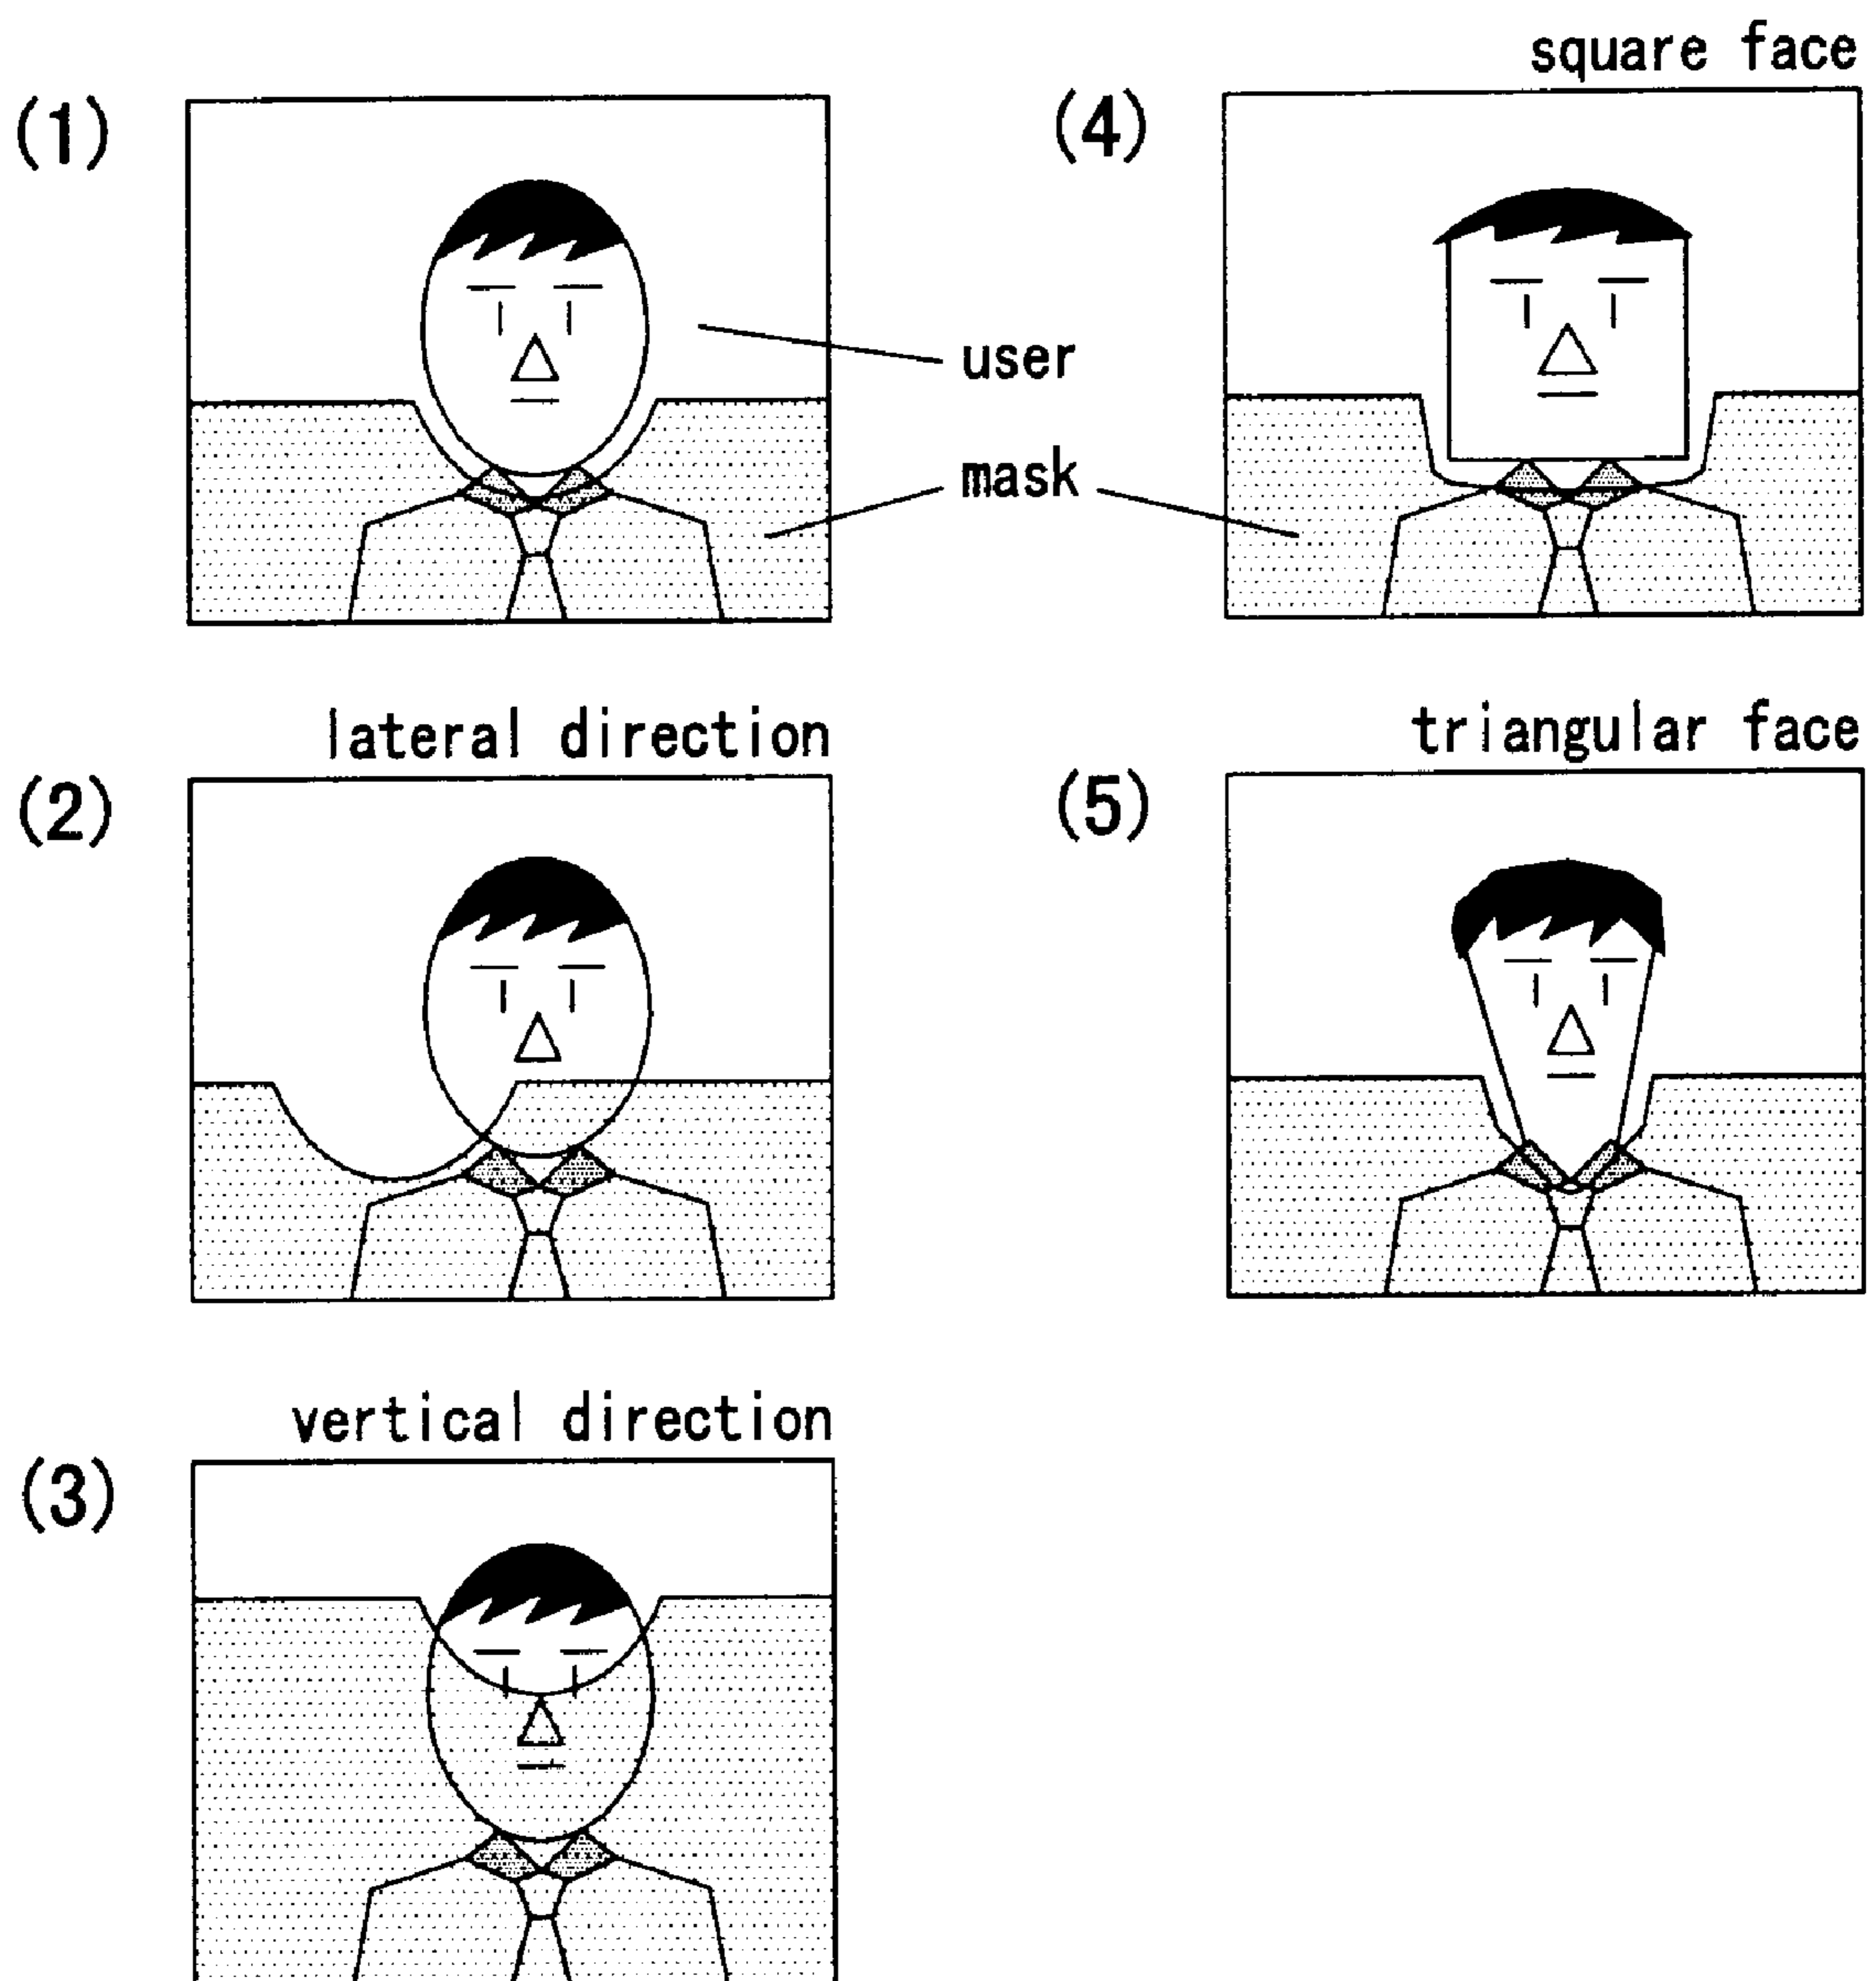 (1)
user
mask
lateral direction
(2)
vertical direction
(3)
square face
(4)
triangular face
(5)